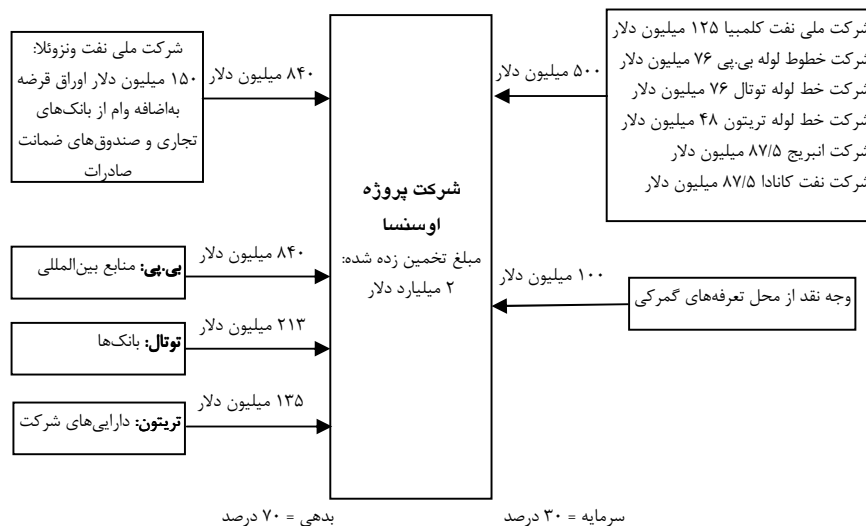 شرکت ملی نفت کلمبیا ۱۲۵ میلیون دلار
شرکت خطوط لوله بی.پی ۷۶ میلیون دلار
شرکت خط لوله توتال ۷۶ میلیون دلار
شرکت خط لوله تریتون ۴۸ میلیون دلار
شرکت انبریج ۸۷/۵ میلیون دلار
شرکت نفت کانادا ۸۷/۵ میلیون دلار
۵۰۰ میلیون دلار
وجه نقد از محل تعرفه‌های گمرکی
۱۰۰ میلیون دلار
شرکت پروژه
اوسنسا
مبلغ تخمین زده شده:
۲ میلیارد دلار
شرکت ملی نفت ونزوئلا:
۱۵۰ میلیون دلار اوراق قرضه
به‌اضافه وام از بانک‌های
تجاری و صندوق‌های ضمانت
صادرات
۸۴۰ میلیون دلار
بی.پی: منابع بین‌المللی
۸۴۰ میلیون دلار
توتال: بانک‌ها
۲۱۳ میلیون دلار
تریتون: دارایی‌های شرکت
۱۳۵ میلیون دلار
سرمایه = ۳۰ درصد
بدهی = ۷۰ درصد